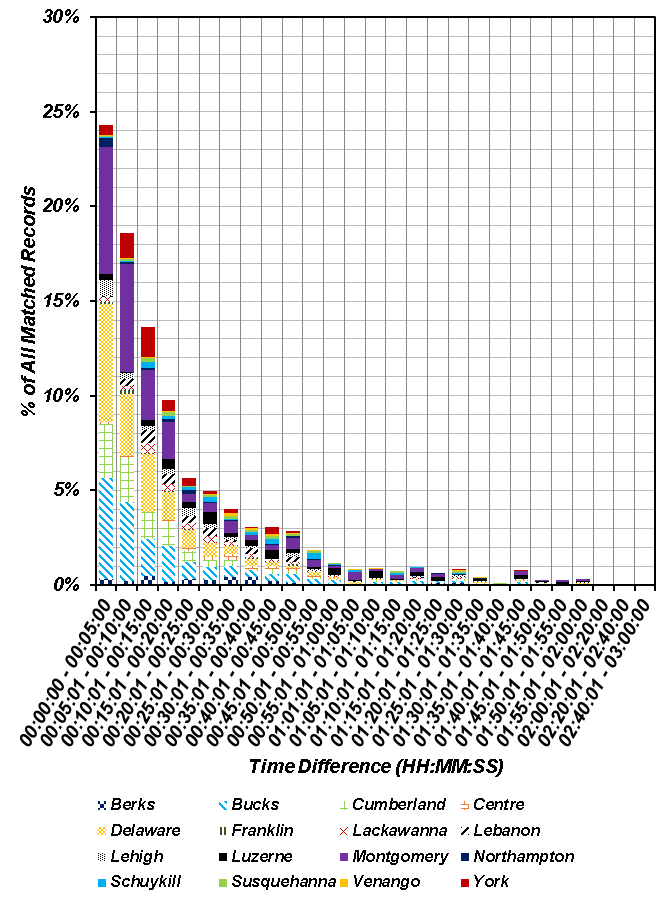 30%
25%
20%
15%
10%
5%
0%
% of All Matched Records
00:00:00 - 00:05:00
00:05:01 - 00:10:00
00:10:01 - 00:15:00
00:15:01 - 00:20:00
00:20:01 - 00:25:00
00:25:01 - 00:30:00
00:30:01 - 00:35:00
00:35:01 - 00:40:00
00:40:01 - 00:45:00
00:45:01 - 00:50:00
00:50:01 - 00:55:00
00:55:01 - 01:00:00
01:01:01 - 01:05:00
01:05:01 - 01:10:00
01:10:01 - 01:15:00
01:15:01 - 01:20:00
01:20:01 - 01:25:00
01:25:01 - 01:30:00
01:30:01 - 01:35:00
01:35:01 - 01:40:00
01:40:01 - 01:45:00
01:45:01 - 01:50:00
01:50:01 - 01:55:00
01:55:01 - 02:00:00
02:00:01 - 02:20:00
02:20:01 - 02:40:00
02:40:01 - 03:00:00
Time Difference (HH:MM:SS)
Berks Bucks Cumberland Centre
Delaware Franklin Lackawanna Lebanon
Lehigh Luzerne Montgomery Northampton
Schuykill Susquehanna Venango York